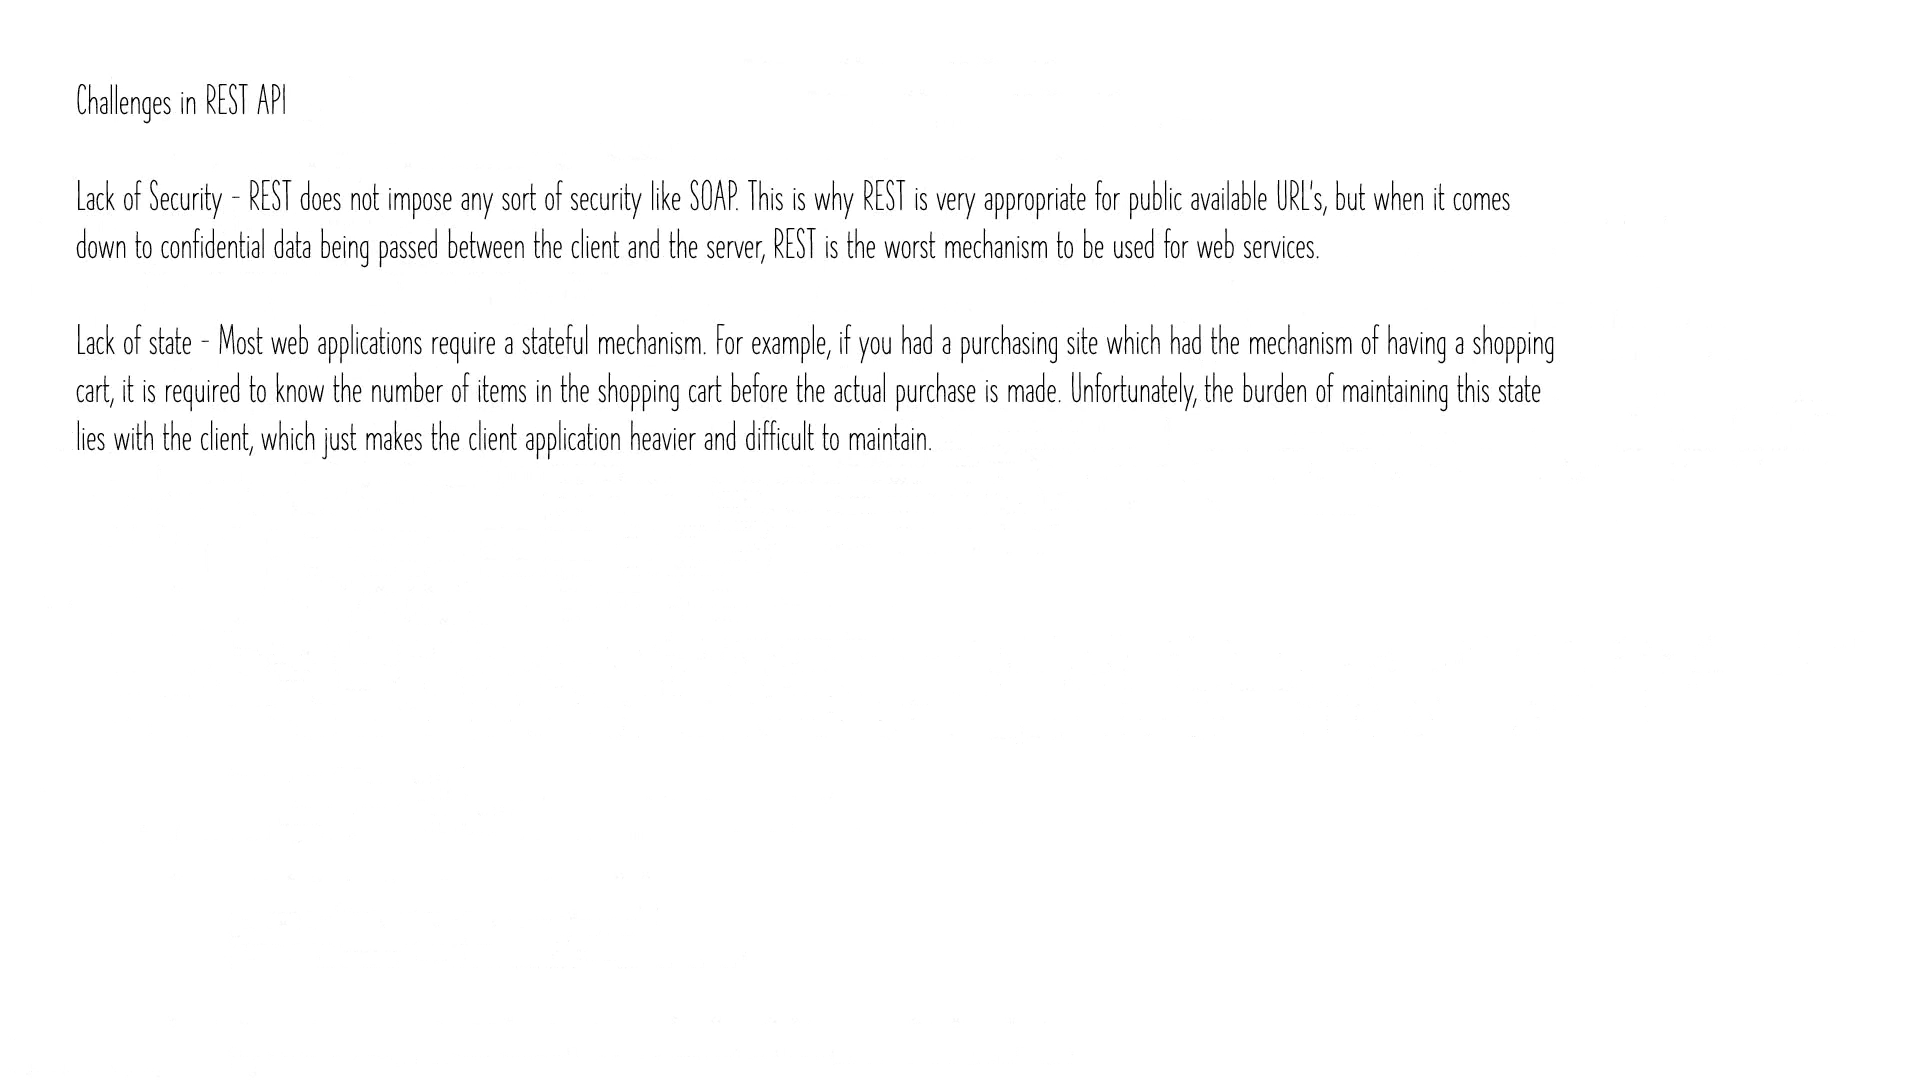 Challenges in REST API
Lack of Security - REST does not impose any sort of security like SOAP. This is why REST is very appropriate for public available URL's, but when it comes
down to confidential data being passed between the client and the server, REST is the worst mechanism to be used for web services.
Lack of state - Most web applications require a stateful mechanism. For example, if you had a purchasing site which had the mechanism of having a shopping
cart, it is required to know the number of items in the shopping cart before the actual purchase is made. Unfortunately, the burden of maintaining this state
lies with the client, which just makes the client application heavier and difficult to maintain.